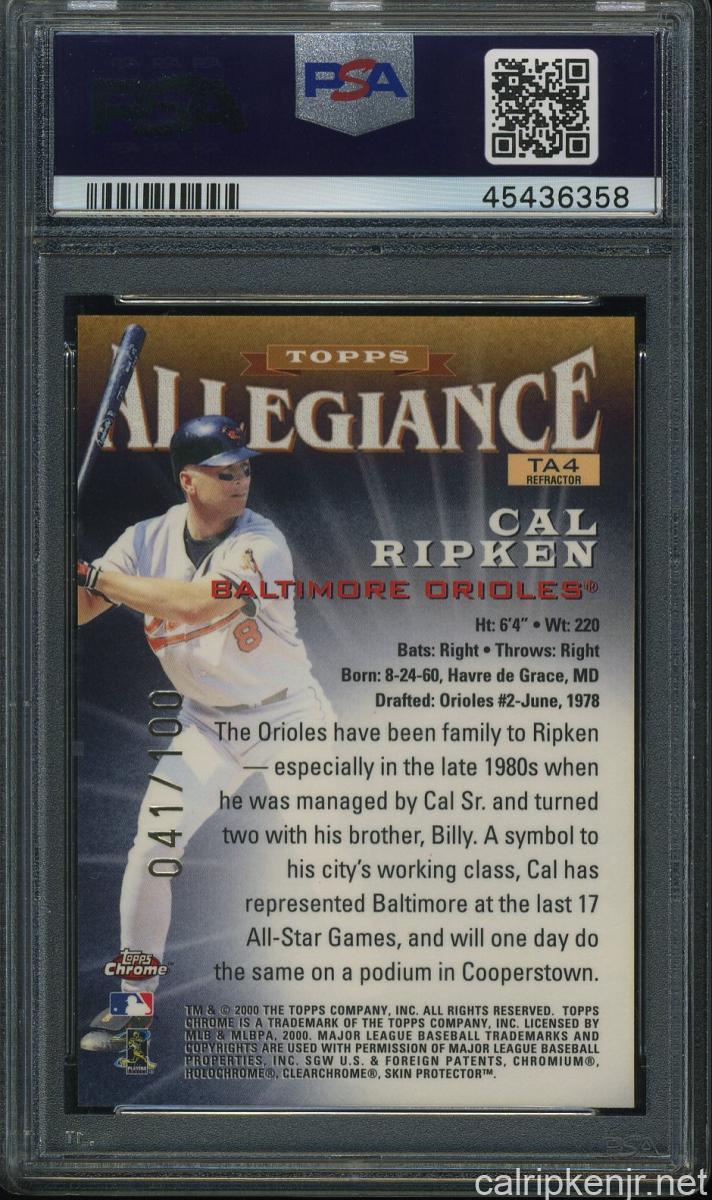 PSA
PSA
45436358
TOPPS
ALLEGIANCE
TA4
REFRACTOR
CAL
RIPKEN
BALTIMORE ORIOLES®
Ht: 6'4" • Wt: 220
Bats: Right • Throws: Right
Born: 8-24-60, Havre de Grace, MD
Drafted: Orioles #2-June, 1978
8
041/100
The Orioles have been family to Ripken
— especially in the late 1980s when
he was managed by Cal Sr. and turned
two with his brother, Billy. A symbol to
his city's working class, Cal has
represented Baltimore at the last 17
All-Star Games, and will one day do
the same on a podium in Cooperstown.
Topps
Chrome™
TM & © 2000 THE TOPPS COMPANY, INC. ALL RIGHTS RESERVED. TOPPS
CHROME IS A TRADEMARK OF THE TOPPS COMPANY, INC. LICENSED BY
MLB & MLBPA, 2000. MAJOR LEAGUE BASEBALL TRADEMARKS AND
COPYRIGHTS ARE USED WITH PERMISSION OF MAJOR LEAGUE BASEBALL
PROPERTIES, INC. SGW U.S. & FOREIGN PATENTS, CHROMIUM®,
HOLOCHROME®, CLEARCHROME®, SKIN PROTECTOR™.
PSA
calripkenjr.net